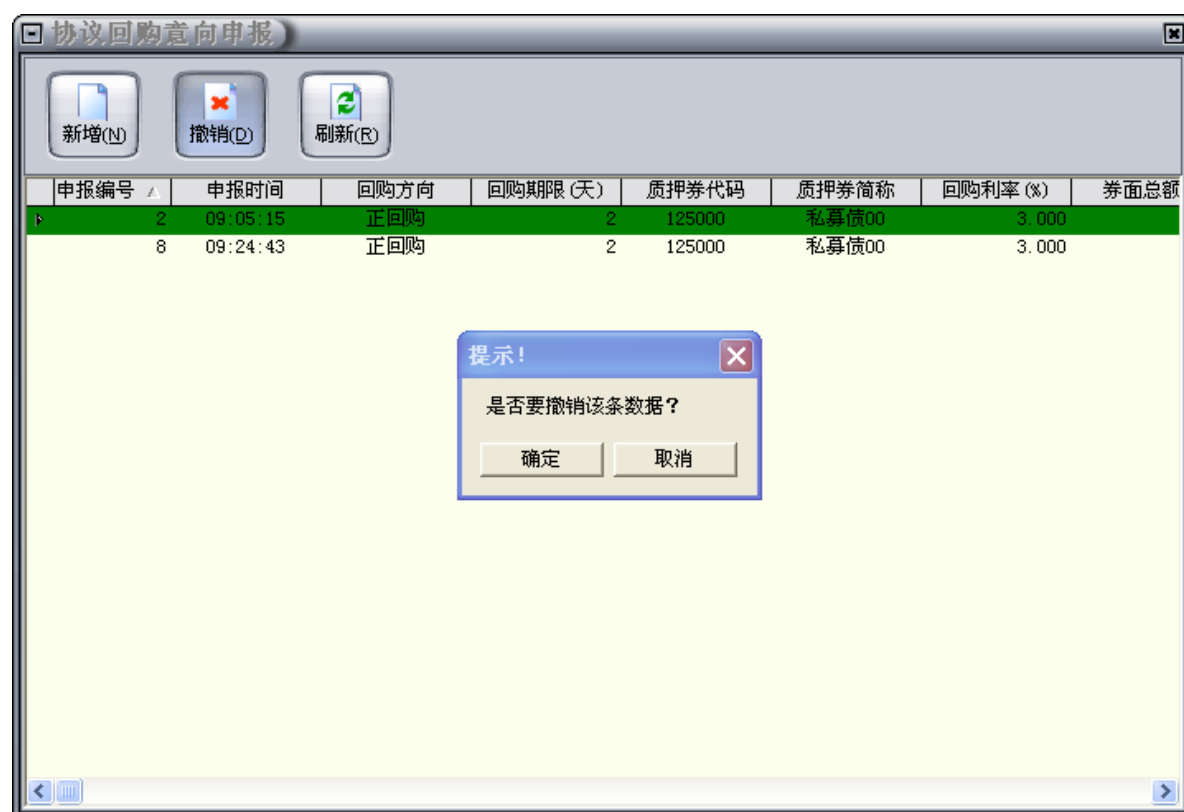 协议回购意向申报
新增(N) 撤销(D) 刷新(R)
申报编号 申报时间 回购方向 回购期限(天) 质押券代码 质押券简称 回购利率(%) 券面总额
2 09:05:15 正回购 2 125000 私募债00 3.000
8 09:24:43 正回购 2 125000 私募债00 3.000
提示!
是否要撤销该条数据?
确定 取消